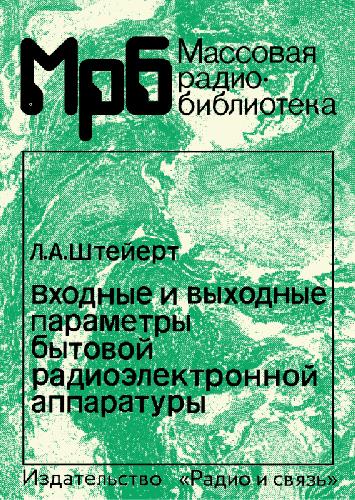 МрБ
Массовая
радио-
библиотека
Л.А.Штейерт
Входные и выходные
параметры
бытовой
радиоэлектронной
аппаратуры
Издательство «Радио и связь»